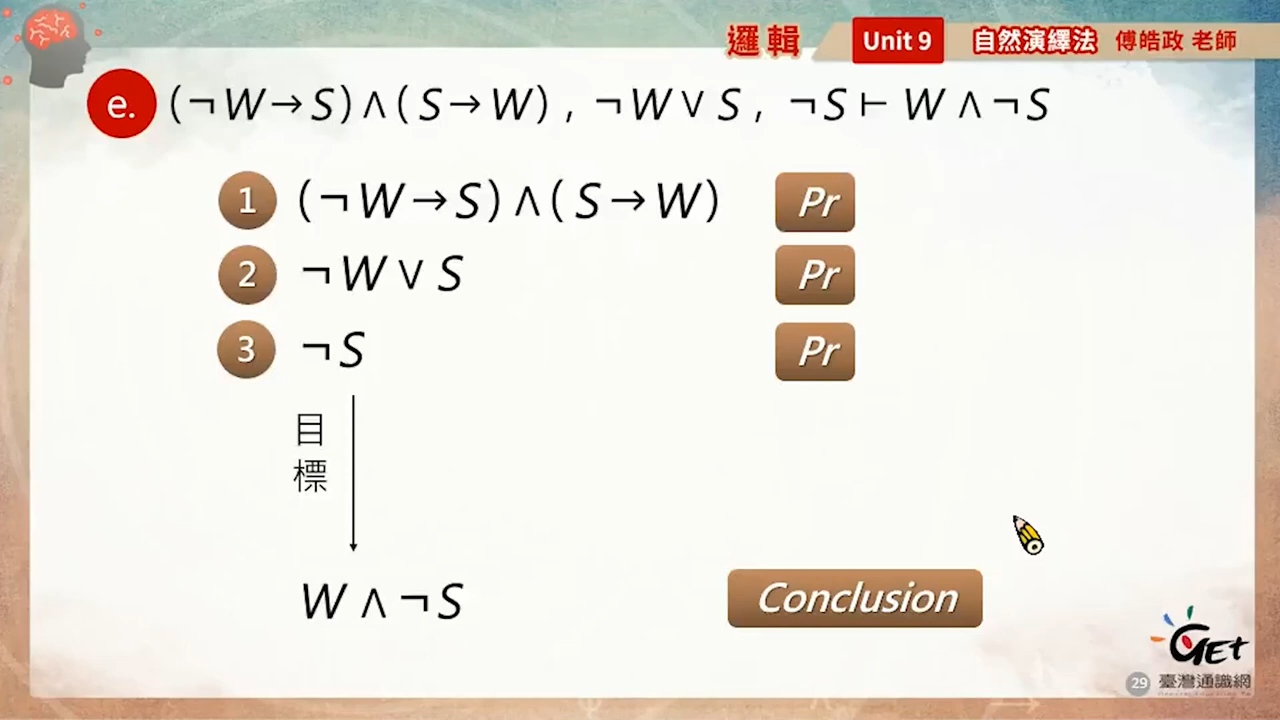 邏輯 Unit 9 自然演繹法 傅皓政 老師
e. (¬W→S)∧(S→W), ¬W∨S, ¬S⊢W∧¬S
1 (¬W→S)∧(S→W) Pr
2 ¬W∨S Pr
3 ¬S Pr
目
標
W∧¬S Conclusion
GEt
29 臺灣通識網